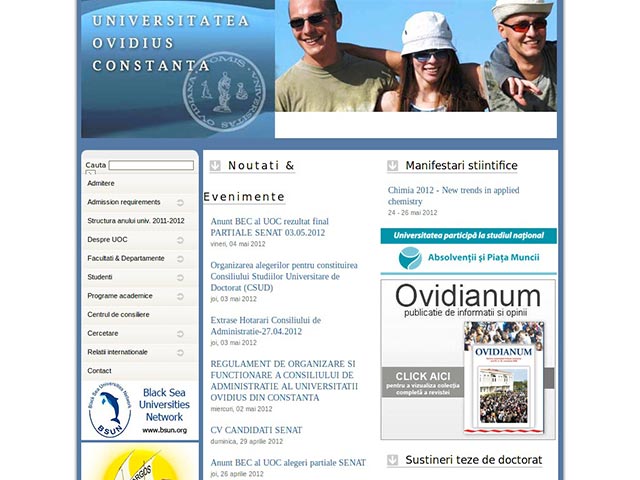 UNIVERSITATEA
OVIDIUS
CONSTANTA
Cauta
Admitere
Admission requirements
Structura anului univ. 2011-2012
Despre UOC
Facultati & Departamente
Studenti
Programe academice
Centrul de consiliere
Cercetare
Relatii internationale
Contact
Black Sea Universities Network
BSUN
Black Sea
Universities
Network
www.bsun.org
ARGOS
Noutati &
Evenimente
Anunt BEC al UOC rezultat final
PARTIALE SENAT 03.05.2012
vineri, 04 mai 2012
Organizarea alegerilor pentru constituirea
Consiliului Studiilor Universitare de
Doctorat (CSUD)
joi, 03 mai 2012
Extrase Hotarari Consiliului de
Administratie-27.04.2012
joi, 03 mai 2012
REGULAMENT DE ORGANIZARE SI
FUNCTIONARE A CONSILIULUI DE
ADMINISTRATIE AL UNIVERSITATII
OVIDIUS DIN CONSTANTA
miercuri, 02 mai 2012
CV CANDIDATI SENAT
duminica, 29 aprilie 2012
Anunt BEC al UOC alegeri partiale SENAT
joi, 26 aprilie 2012
Manifestari stiintifice
Chimia 2012 - New trends in applied
chemistry
24 - 26 mai 2012
Universitatea participă la studiul național
Absolvenții și Piața Muncii
Ovidianum
publicatie de informatii si opinii
OVIDIANUM
CLICK AICI
pentru a vizualiza colecția
completă a revistei
Sustineri teze de doctorat